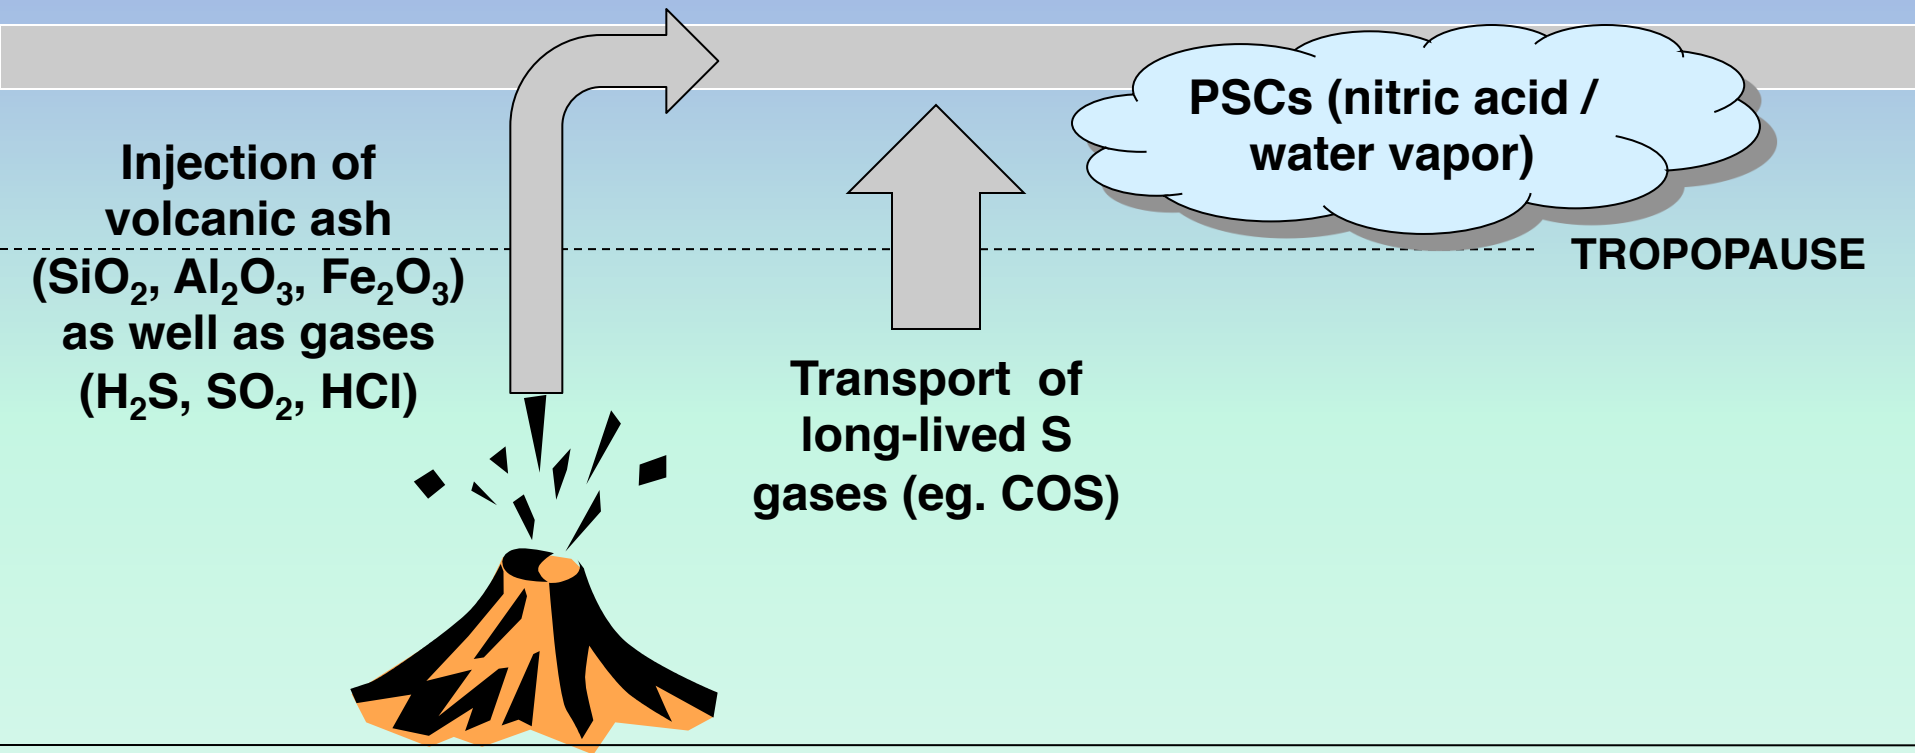 Injection of
volcanic ash
(SiO₂, Al₂O₃, Fe₂O₃)
as well as gases
(H₂S, SO₂, HCl)
Transport of
long-lived S
gases (eg. COS)
PSCs (nitric acid /
water vapor)
TROPOPAUSE